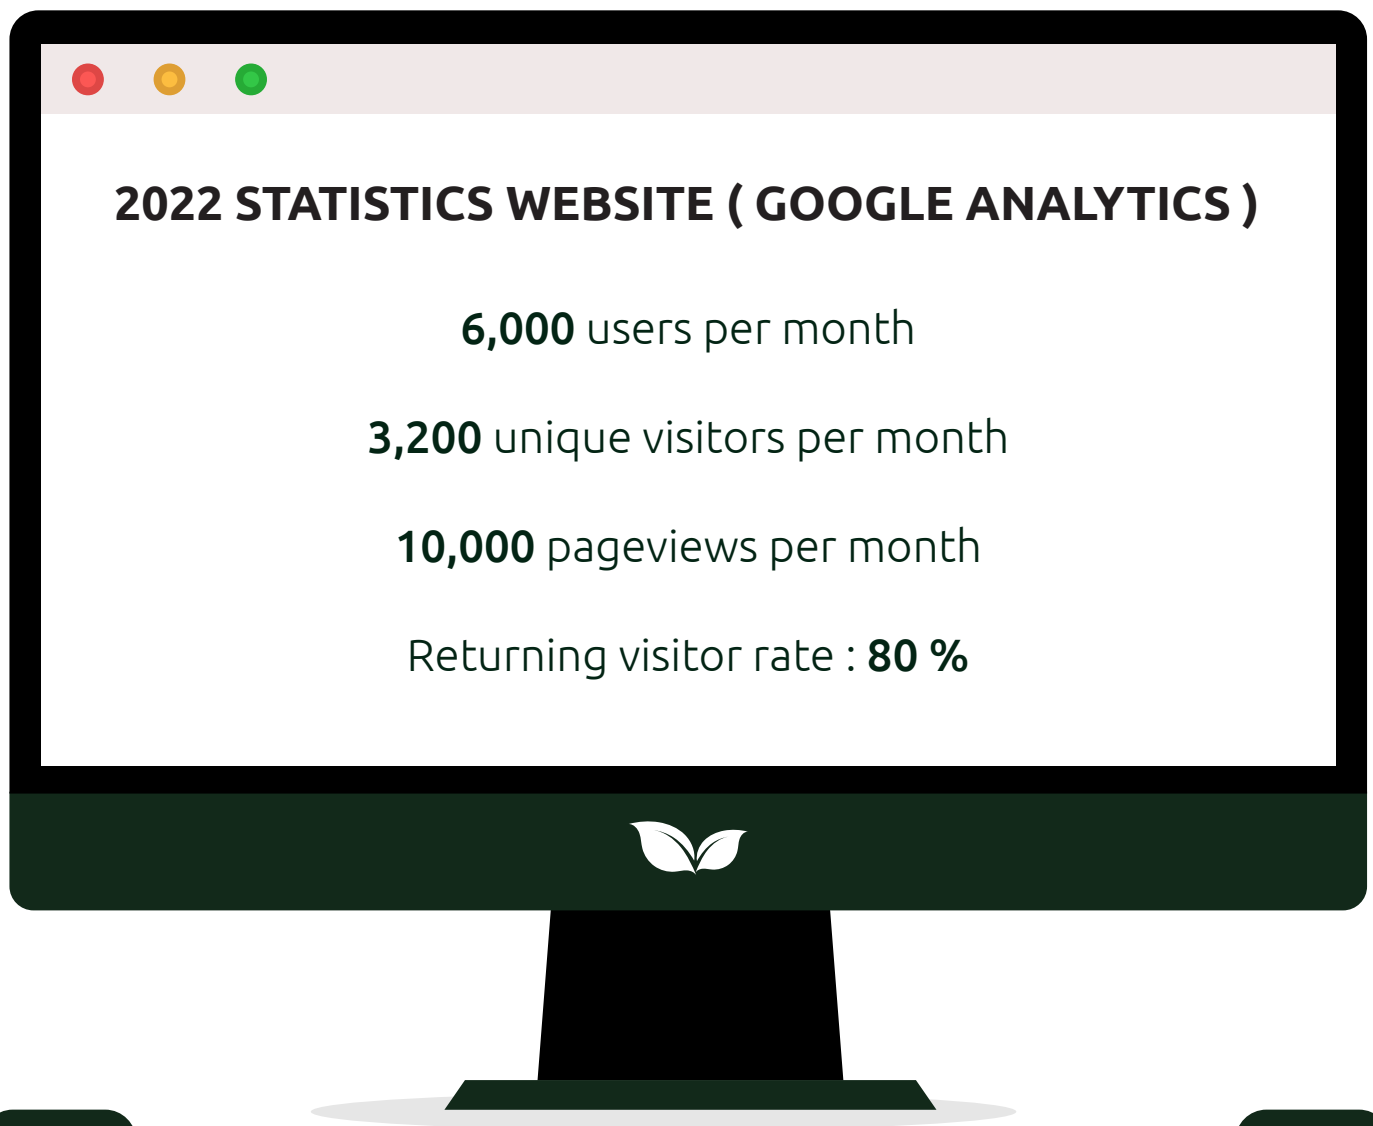 2022 STATISTICS WEBSITE ( GOOGLE ANALYTICS )
6,000 users per month
3,200 unique visitors per month
10,000 pageviews per month
Returning visitor rate : 80 %